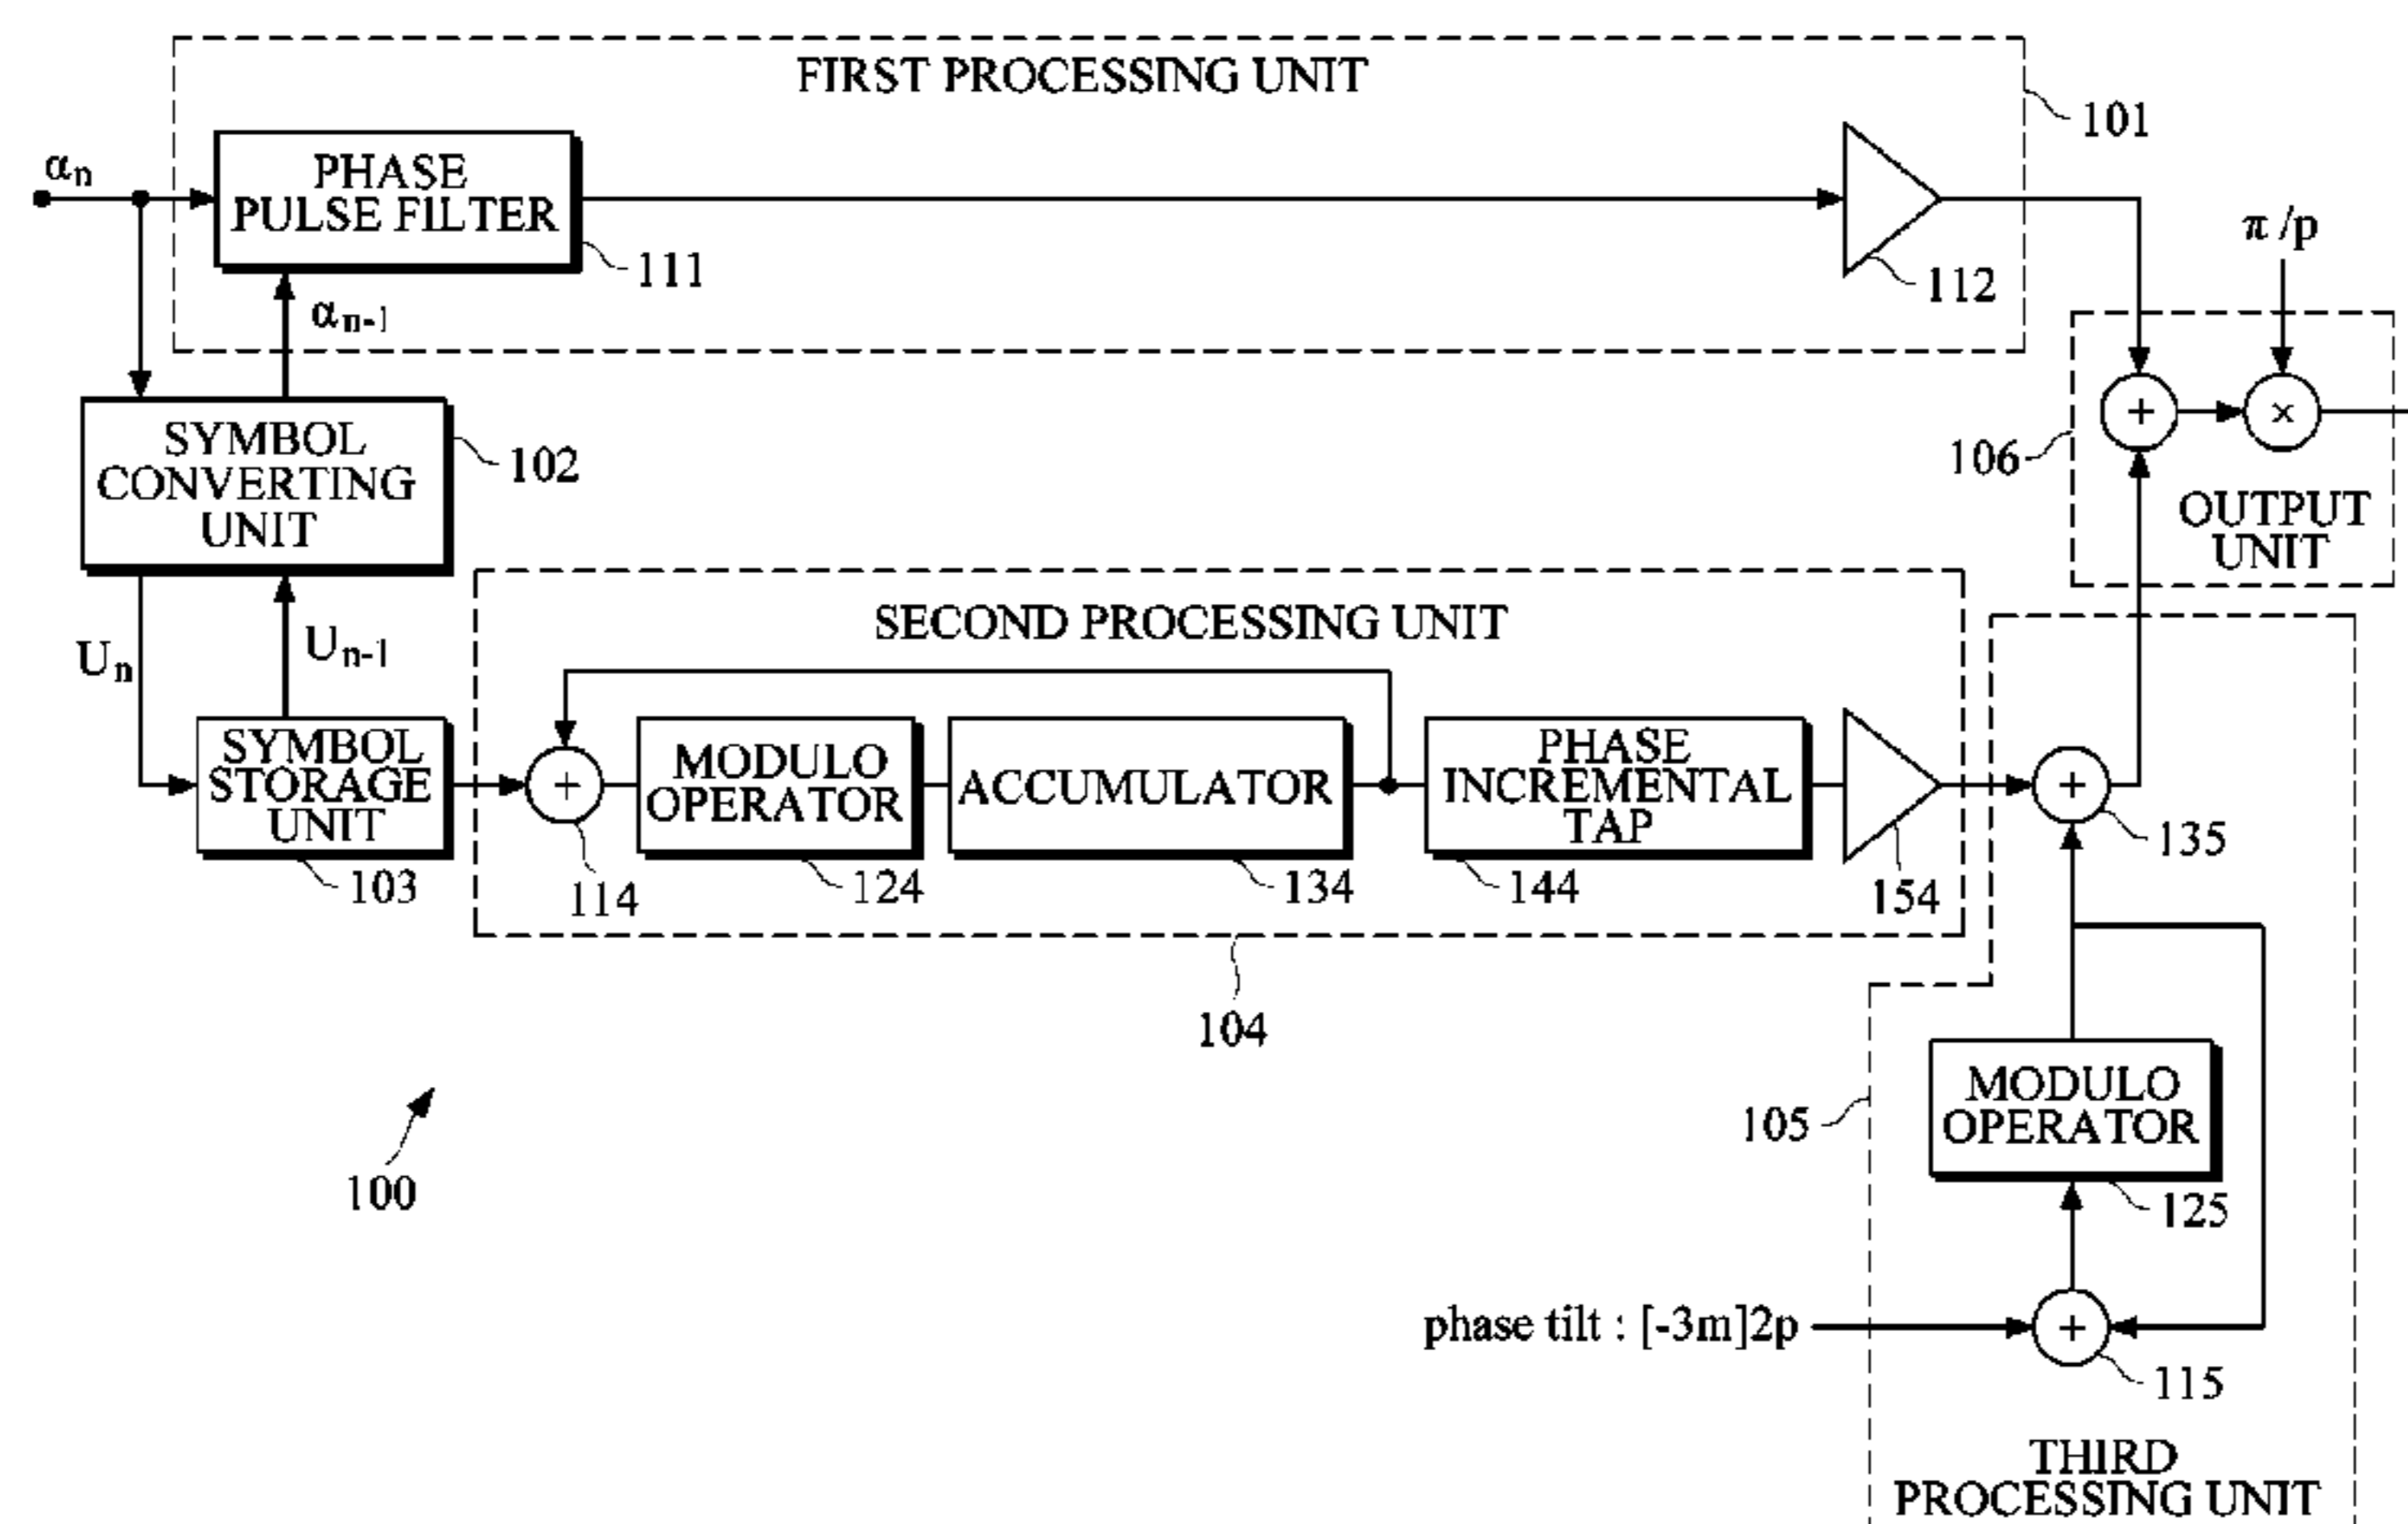 FIRST PROCESSING UNIT
101
αn
PHASE
PULSE FILTER
111
112
π /p
αn-1
SYMBOL
CONVERTING
UNIT
102
106
OUTPUT
UNIT
SECOND PROCESSING UNIT
Un
Un-1
SYMBOL
STORAGE
UNIT
103
114
MODULO
OPERATOR
124
ACCUMULATOR
134
PHASE
INCREMENTAL
TAP
144
154
135
104
105
MODULO
OPERATOR
125
100
phase tilt : [-3m]2p
115
THIRD
PROCESSING UNIT